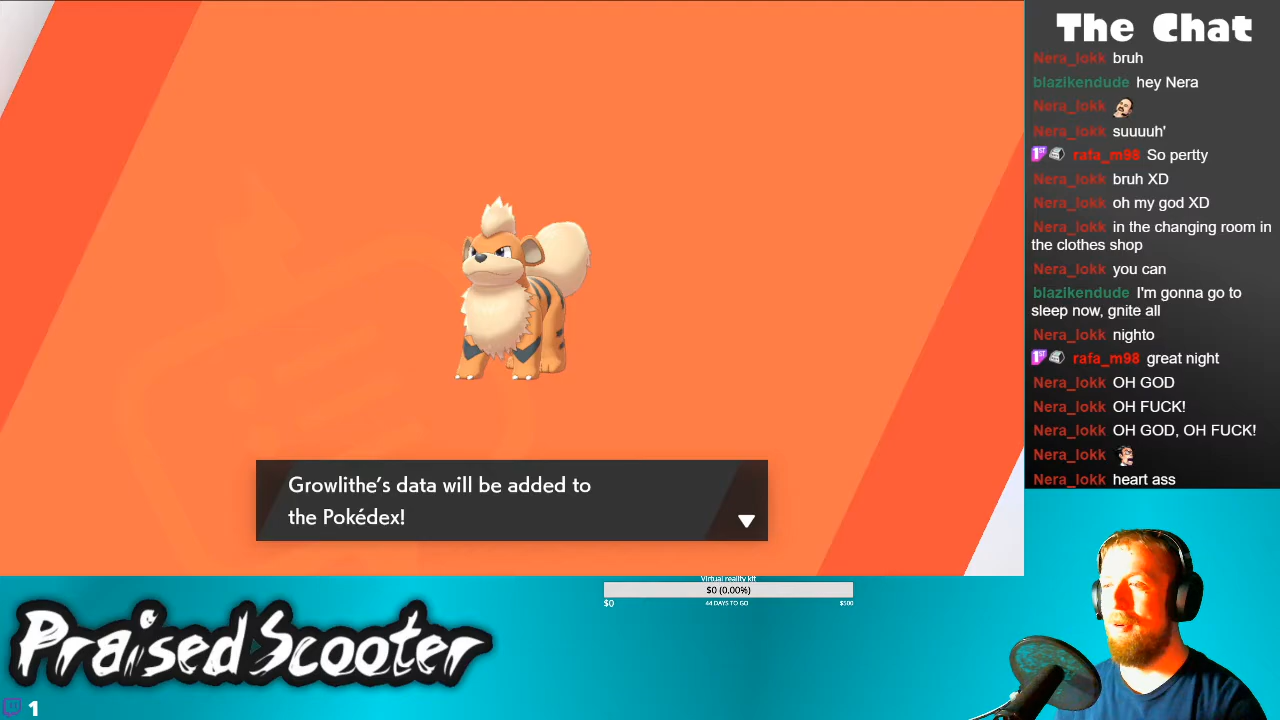 The Chat
Nera_lokk bruh
blazikendude hey Nera
Nera_lokk
Nera_lokk suuuuh'
1ST rafa_m98 So pertty
Nera_lokk bruh XD
Nera_lokk oh my god XD
Nera_lokk in the changing room in
the clothes shop
Nera_lokk you can
blazikendude I'm gonna go to
sleep now, gnite all
Nera_lokk nighto
1ST rafa_m98 great night
Nera_lokk OH GOD
Nera_lokk OH FUCK!
Nera_lokk OH GOD, OH FUCK!
Nera_lokk
Nera_lokk heart ass
Growlithe's data will be added to
the Pokédex!
Virtual reality kit
$0 (0.00%)
$0 44 DAYS TO GO $500
PraisedScooter
1